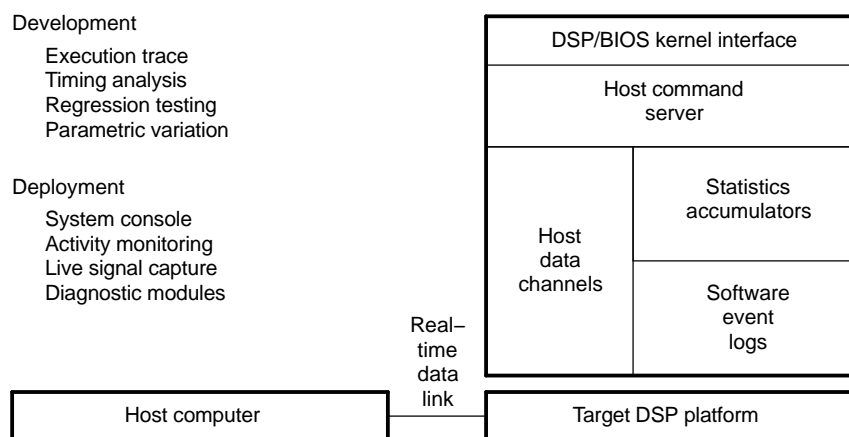 Development
Execution trace
Timing analysis
Regression testing
Parametric variation
Deployment
System console
Activity monitoring
Live signal capture
Diagnostic modules
DSP/BIOS kernel interface
Host command
server
Host
data
channels
Statistics
accumulators
Software
event
logs
Real–
time
data
link
Host computer
Target DSP platform